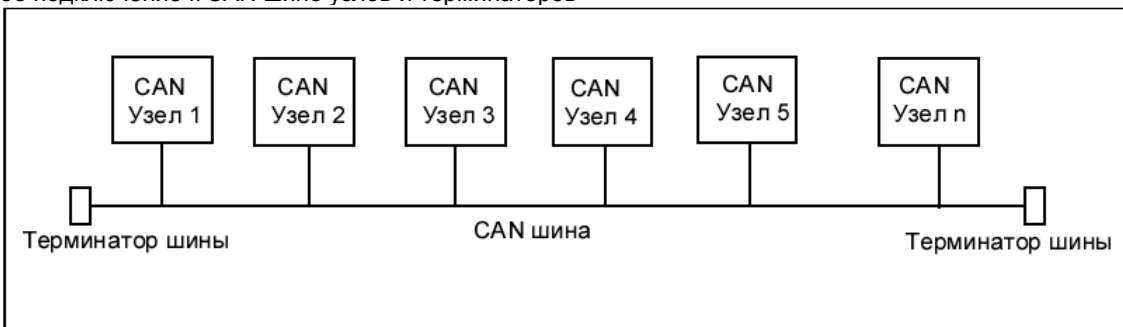 CAN
Узел 1
CAN
Узел 2
CAN
Узел 3
CAN
Узел 4
CAN
Узел 5
CAN
Узел n
Терминатор шины
CAN шина
Терминатор шины